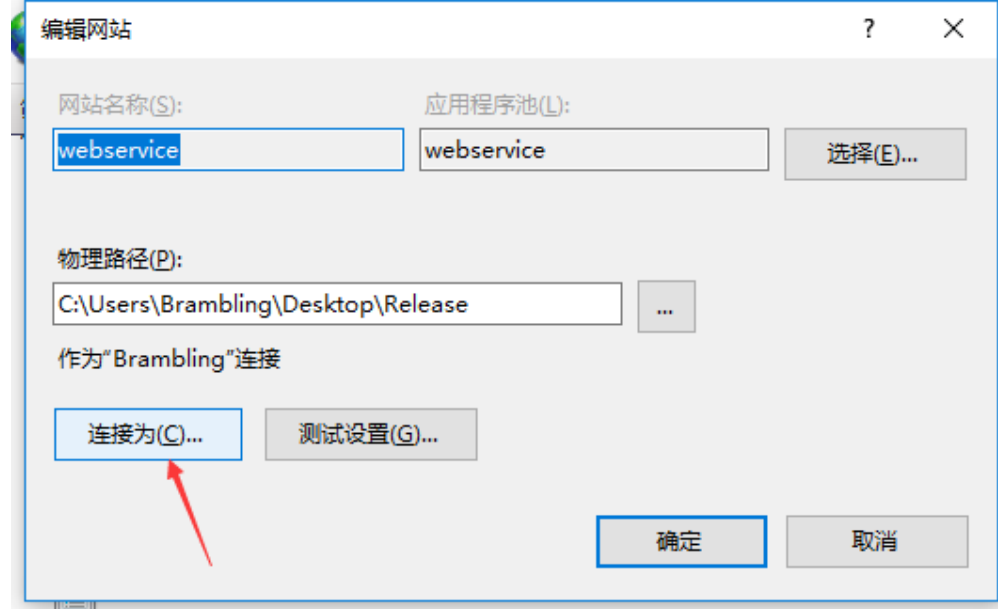 编辑网站
?
网站名称(S): 应用程序池(L):
webservice webservice 选择(E)...
物理路径(P):
C:\Users\Brambling\Desktop\Release ...
作为“Brambling”连接
连接为(C)... 测试设置(G)...
确定 取消